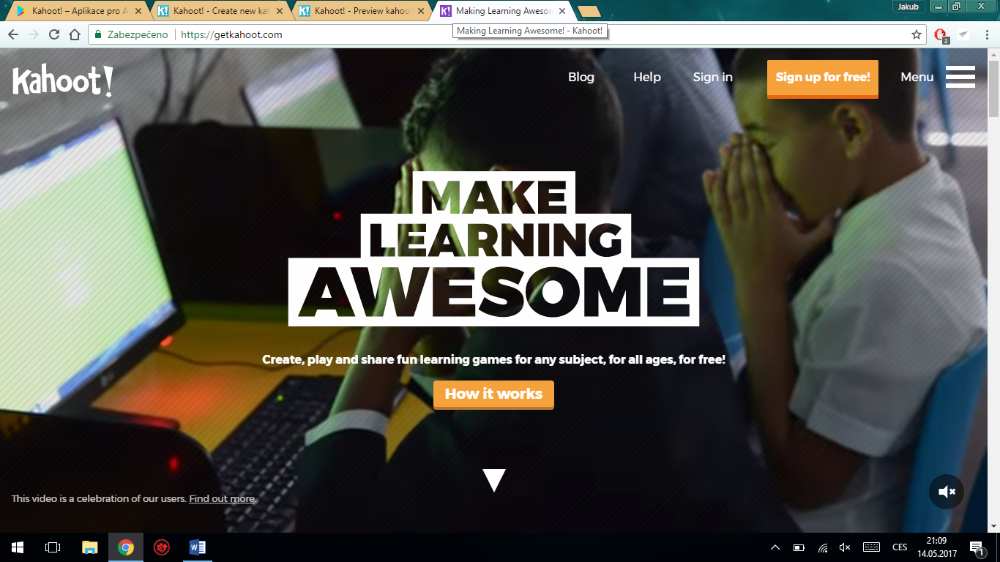 Kahoot! – Aplikace pro A
Kahoot! - Create new kah
Kahoot! - Preview kahoo
Making Learning Awesom
Jakub
Zabezpečeno
https://getkahoot.com
2
Making Learning Awesome! - Kahoot!
Kahoot!
Blog
Help
Sign in
Sign up for free!
Menu
MAKE
LEARNING
AWESOME
Create, play and share fun learning games for any subject, for all ages, for free!
How it works
This video is a celebration of our users. Find out more.
CES
21:09
14.05.2017
1